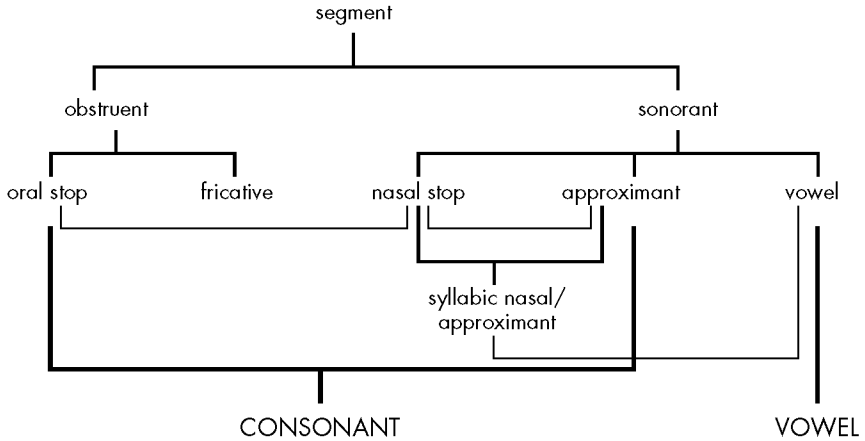 segment
obstruent
sonorant
oral stop
fricative
nasal stop
approximant
vowel
syllabic nasal/
approximant
CONSONANT
VOWEL